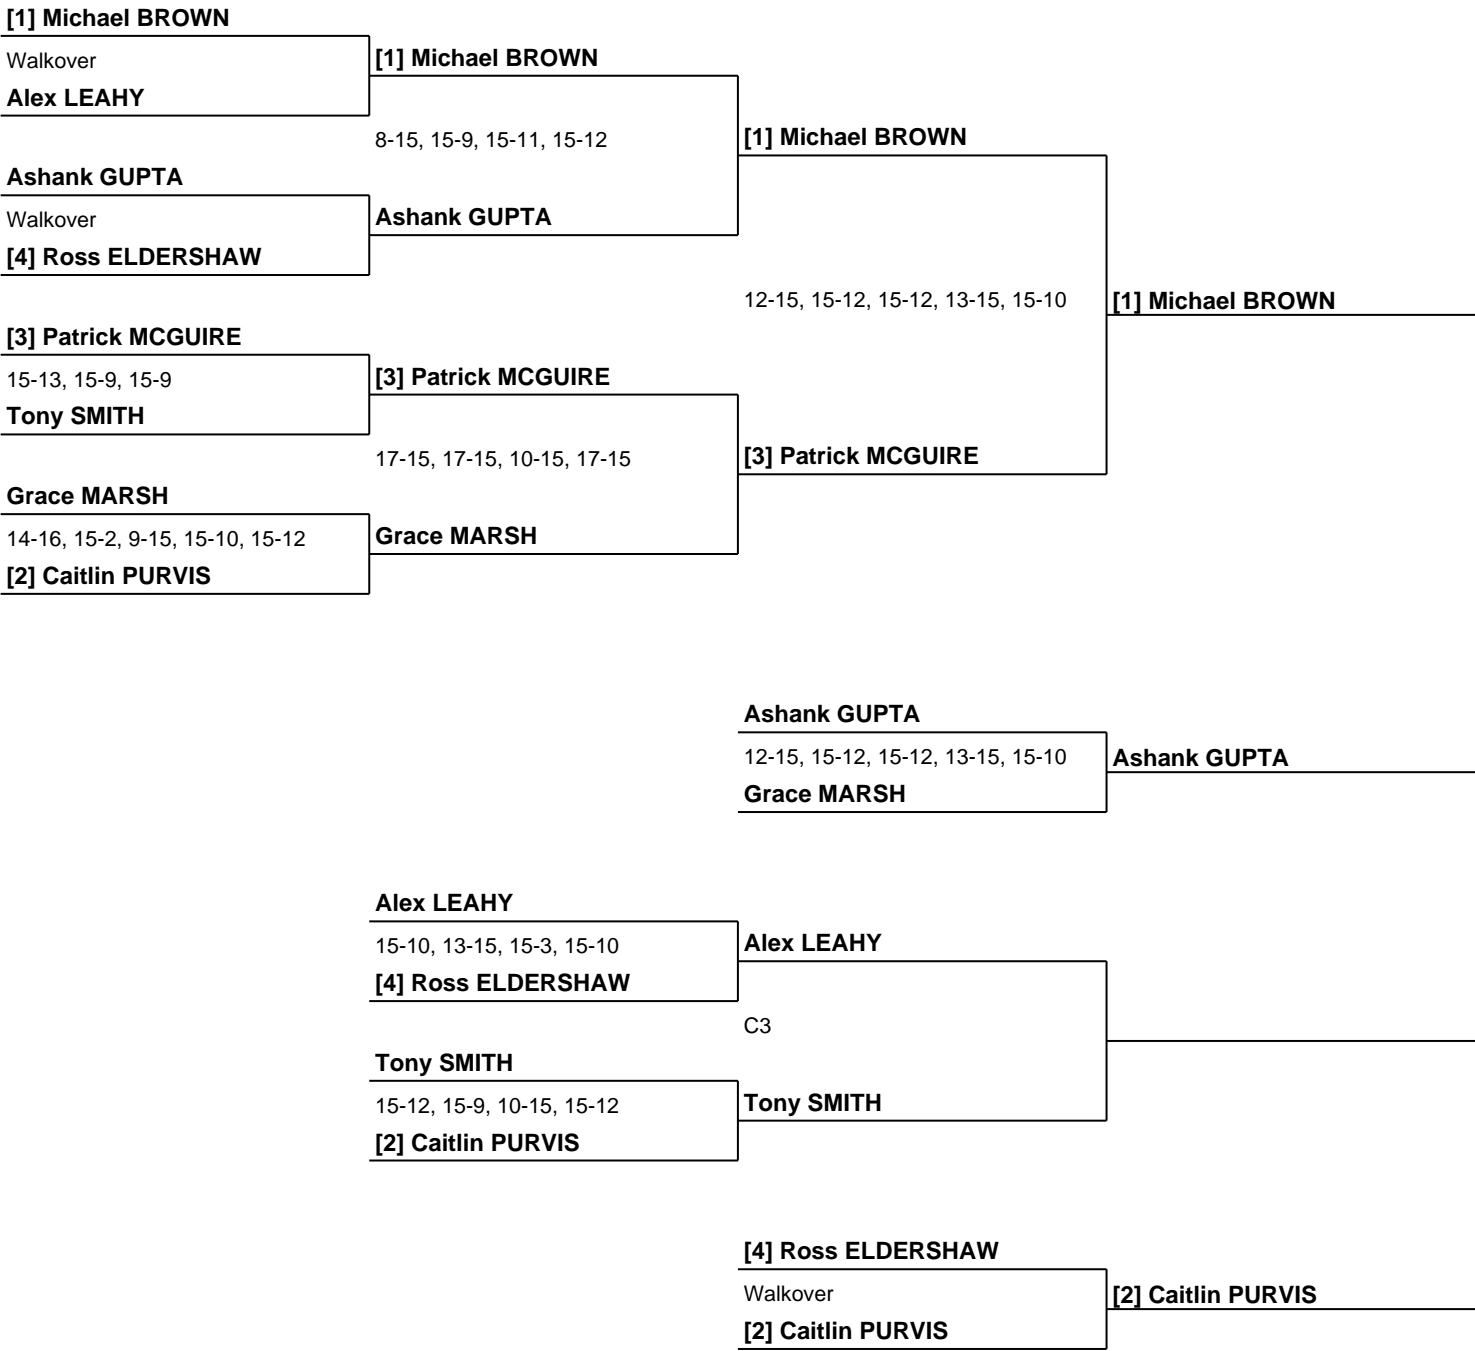 [1] Michael BROWN
Walkover
[1] Michael BROWN
Alex LEAHY
8-15, 15-9, 15-11, 15-12
[1] Michael BROWN
Ashank GUPTA
Walkover
Ashank GUPTA
[4] Ross ELDERSHAW
12-15, 15-12, 15-12, 13-15, 15-10
[1] Michael BROWN
[3] Patrick MCGUIRE
15-13, 15-9, 15-9
[3] Patrick MCGUIRE
Tony SMITH
17-15, 17-15, 10-15, 17-15
[3] Patrick MCGUIRE
Grace MARSH
14-16, 15-2, 9-15, 15-10, 15-12
Grace MARSH
[2] Caitlin PURVIS
Ashank GUPTA
12-15, 15-12, 15-12, 13-15, 15-10
Ashank GUPTA
Grace MARSH
Alex LEAHY
15-10, 13-15, 15-3, 15-10
Alex LEAHY
[4] Ross ELDERSHAW
C3
Tony SMITH
15-12, 15-9, 10-15, 15-12
Tony SMITH
[2] Caitlin PURVIS
[4] Ross ELDERSHAW
Walkover
[2] Caitlin PURVIS
[2] Caitlin PURVIS